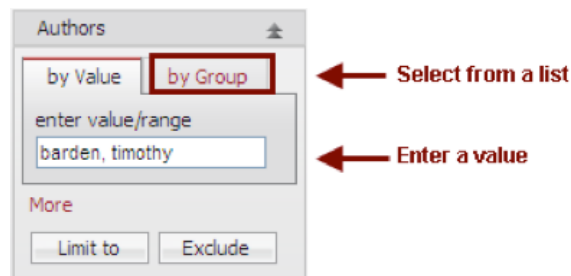 Authors
by Value by Group
Select from a list
enter value/range
barden, timothy
Enter a value
More
Limit to Exclude